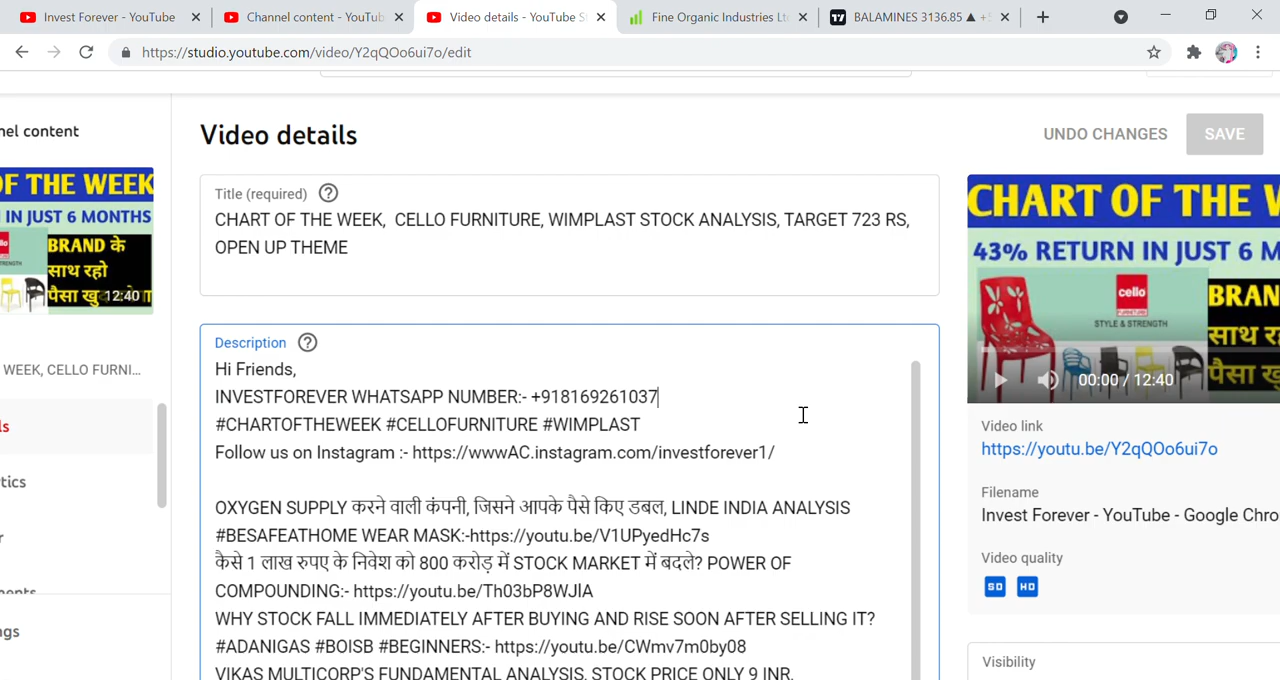 Invest Forever - YouTube
Channel content - YouTub
Video details - YouTube S
Fine Organic Industries Lt
BALAMINES 3136.85 ▲ +
https://studio.youtube.com/video/Y2qQOo6ui7o/edit
nel content
Video details
UNDO CHANGES
SAVE
OF THE WEEK
IN JUST 6 MONTHS
BRAND के
साथ रहो
12:40
WEEK, CELLO FURNI...
ls
tics
r
ments
ngs
Title (required)
CHART OF THE WEEK,  CELLO FURNITURE, WIMPLAST STOCK ANALYSIS, TARGET 723 RS,
OPEN UP THEME
Description
Hi Friends,
INVESTFOREVER WHATSAPP NUMBER:- +918169261037
#CHARTOFTHEWEEK #CELLOFURNITURE #WIMPLAST
Follow us on Instagram :- https://wwwAC.instagram.com/investforever1/
OXYGEN SUPPLY करने वाली कंपनी, जिसने आपके पैसे किए डबल, LINDE INDIA ANALYSIS
#BESAFEATHOME WEAR MASK:-https://youtu.be/V1UPyedHc7s
कैसे 1 लाख रुपए के निवेश को 800 करोड़ में STOCK MARKET में बदले? POWER OF
COMPOUNDING:- https://youtu.be/Th03bP8WJlA
WHY STOCK FALL IMMEDIATELY AFTER BUYING AND RISE SOON AFTER SELLING IT?
#ADANIGAS #BOISB #BEGINNERS:- https://youtu.be/CWmv7m0by08
VIKAS MULTICORP'S FUNDAMENTAL ANALYSIS, STOCK PRICE ONLY 9 INR,
CHART OF THE W
43% RETURN IN JUST 6 M
cello
FURNITURE
STYLE & STRENGTH
BRAN
साथ र
पैसा ख
00:00 / 12:40
Video link
https://youtu.be/Y2qQOo6ui7o
Filename
Invest Forever - YouTube - Google Chro
Video quality
SD HD
Visibility